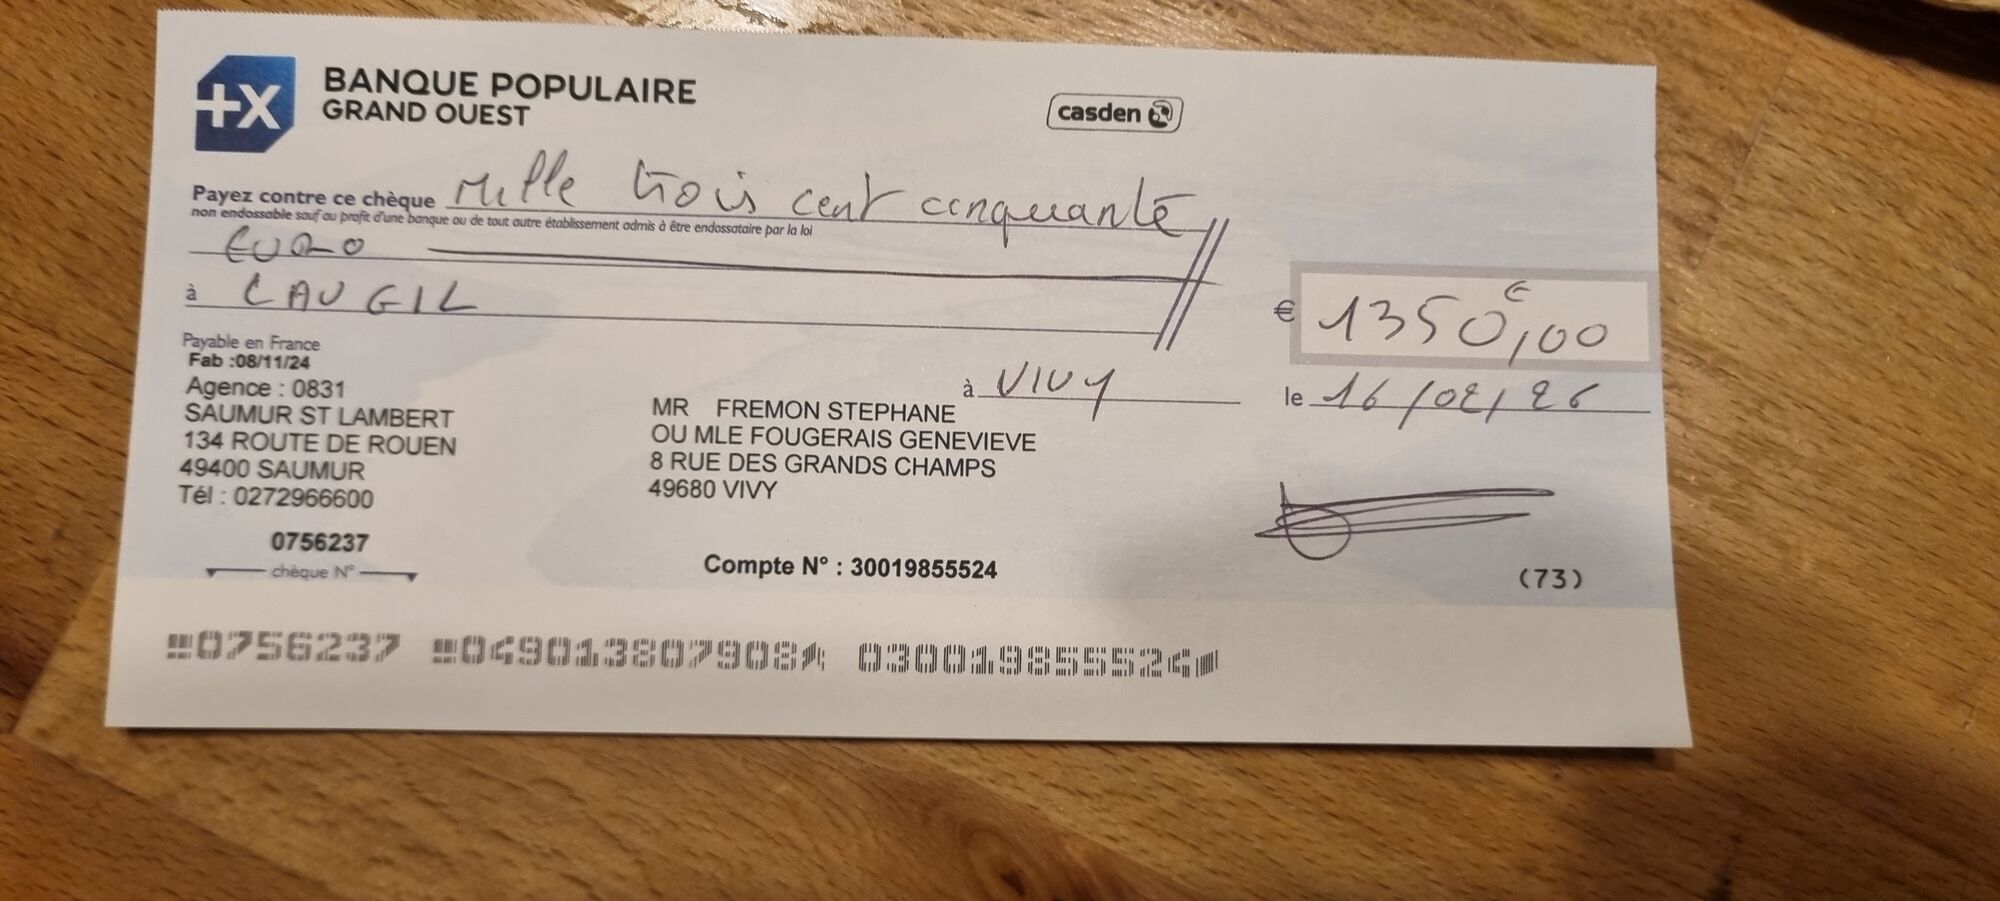 +X BANQUE POPULAIRE
GRAND OUEST
casden
Payez contre ce chèque Mille trois cent cinquante
non endossable sauf au profit d'une banque ou de tout autre établissement admis à être endossataire par la loi
Euro
à LAUGIL
€ 1350,00 €
Payable en France
Fab :08/11/24
Agence : 0831
SAUMUR ST LAMBERT
134 ROUTE DE ROUEN
49400 SAUMUR
Tél : 0272966600
à VIVY
le 16/02/26
MR FREMON STEPHANE
OU MLE FOUGERAIS GENEVIEVE
8 RUE DES GRANDS CHAMPS
49680 VIVY
0756237
chèque N°
Compte N° : 30019855524
(73)
0756237 049013807908 030019855524